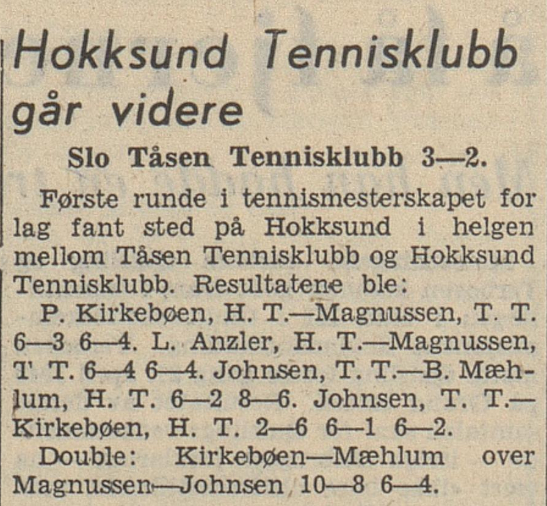 Hokksund Tennisklubb
går videre
Slo Tåsen Tennisklubb 3—2.
Første runde i tennismesterskapet for
lag fant sted på Hokksund i helgen
mellom Tåsen Tennisklubb og Hokksund
Tennisklubb. Resultatene ble:
P. Kirkebøen, H. T.—Magnussen, T. T.
6—3 6—4. L. Anzler, H. T.—Magnussen,
T T. 6—4 6—4. Johnsen, T. T.—B. Mæh-
lum, H. T. 6—2 8—6. Johnsen, T. T.—
Kirkebøen, H. T. 2—6 6—1 6—2.
Double: Kirkebøen—Mæhlum over
Magnussen—Johnsen 10—8 6—4.